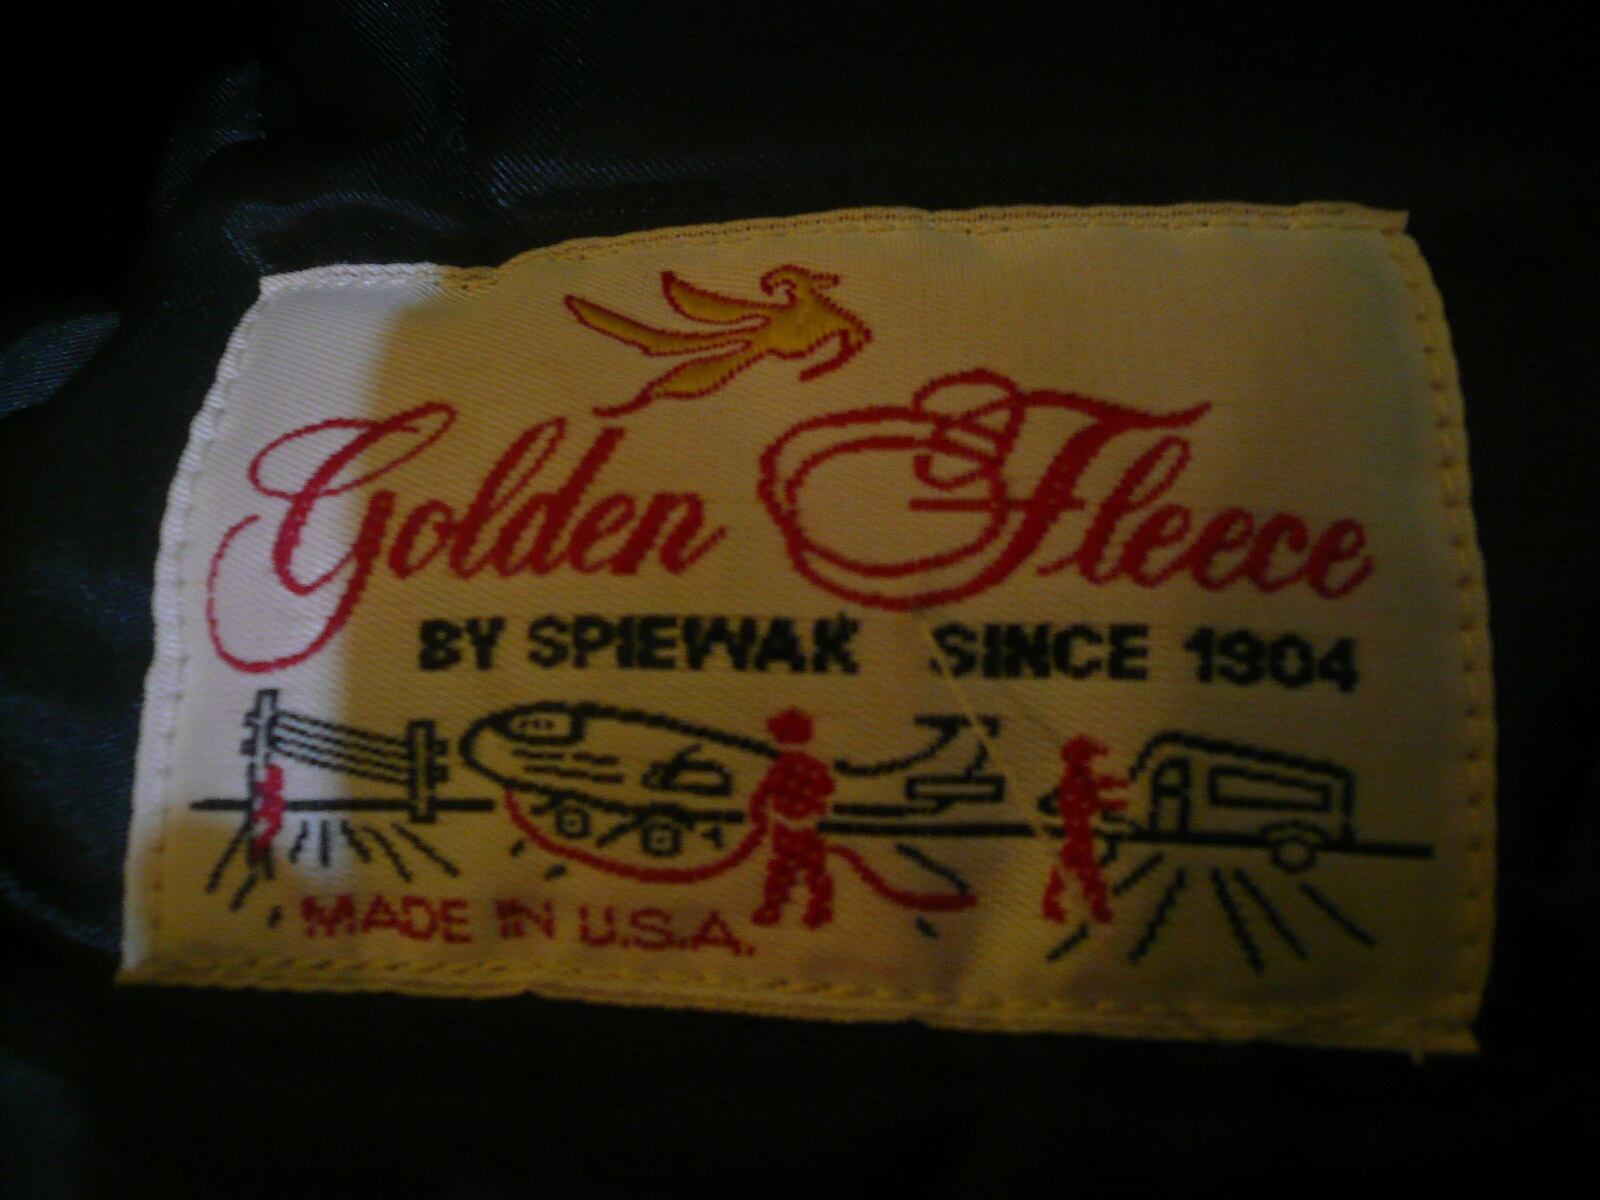 Golden Fleece
BY SPIEWAK SINCE 1904
MADE IN U.S.A.